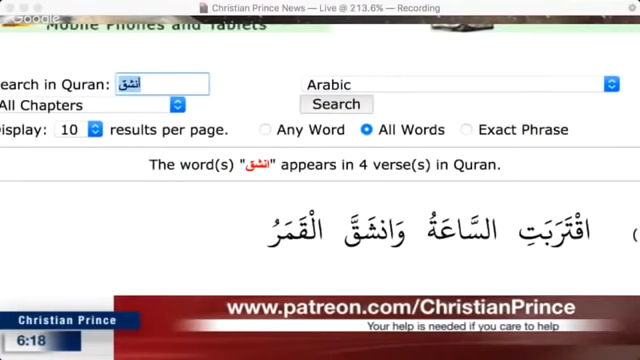 Christian Prince News — Live @ 213.6% — Recording
Google
Mobile Phones and Tablets
earch in Quran: انشق
Arabic
All Chapters
Search
isplay: 10 results per page. Any Word All Words Exact Phrase
The word(s) "انشق" appears in 4 verse(s) in Quran.
اقْتَرَبَتِ السَّاعَةُ وَانشَقَّ الْقَمَرُ
www.patreon.com/ChristianPrince
Christian Prince
Your help is needed if you care to help
6:18